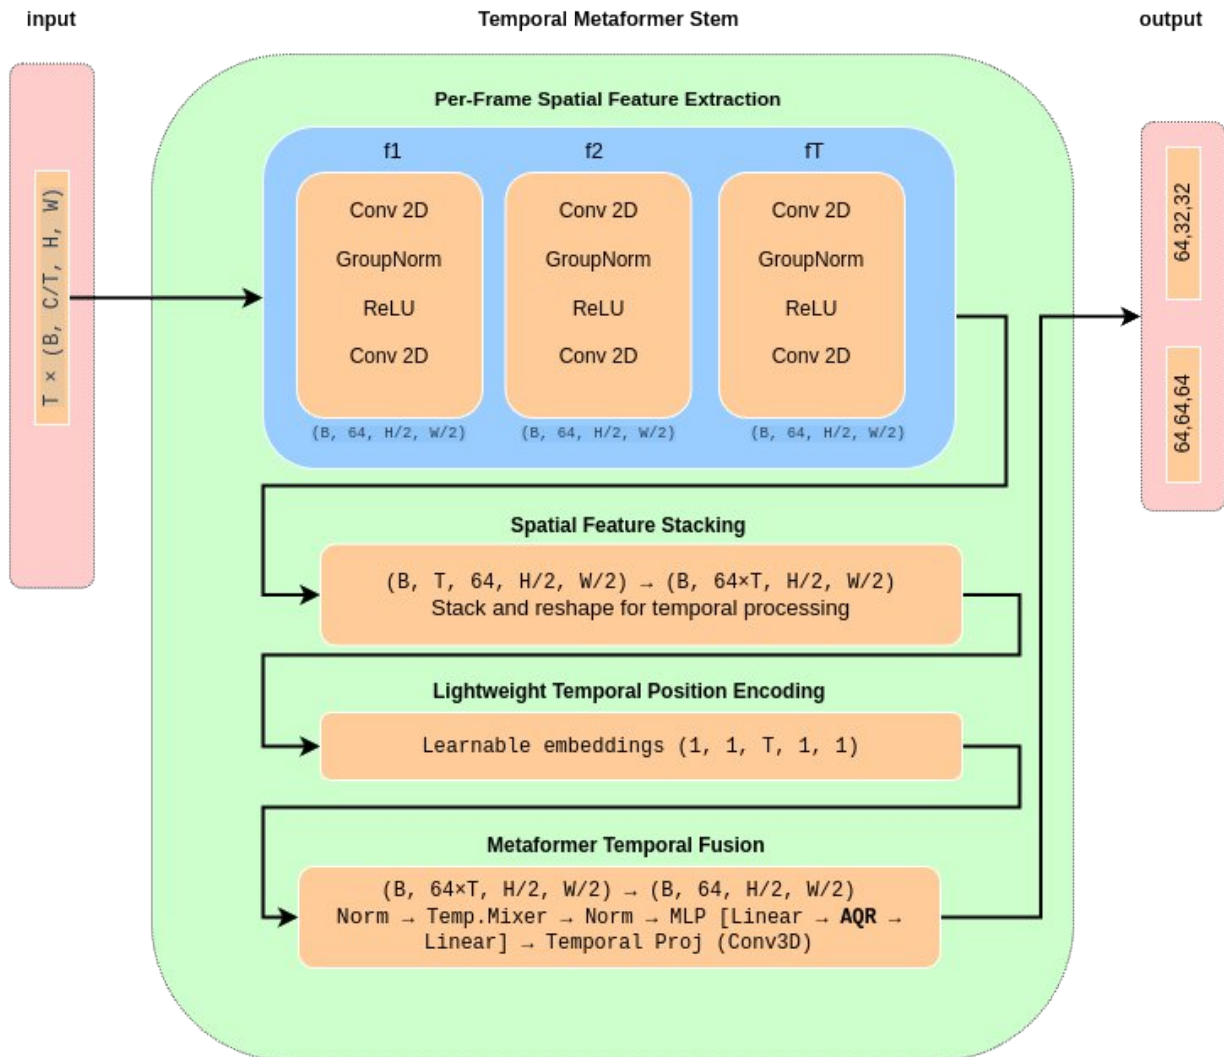 input
Temporal Metaformer Stem
output
T × (B, C/T, H, W)
Per-Frame Spatial Feature Extraction
f1
f2
fT
Conv 2D
GroupNorm
ReLU
Conv 2D
Conv 2D
GroupNorm
ReLU
Conv 2D
Conv 2D
GroupNorm
ReLU
Conv 2D
(B, 64, H/2, W/2)
(B, 64, H/2, W/2)
(B, 64, H/2, W/2)
Spatial Feature Stacking
(B, T, 64, H/2, W/2) → (B, 64×T, H/2, W/2)
Stack and reshape for temporal processing
Lightweight Temporal Position Encoding
Learnable embeddings (1, 1, T, 1, 1)
Metaformer Temporal Fusion
(B, 64×T, H/2, W/2) → (B, 64, H/2, W/2)
Norm → Temp.Mixer → Norm → MLP [Linear → AQR →
Linear] → Temporal Proj (Conv3D)
64,32,32
64,64,64